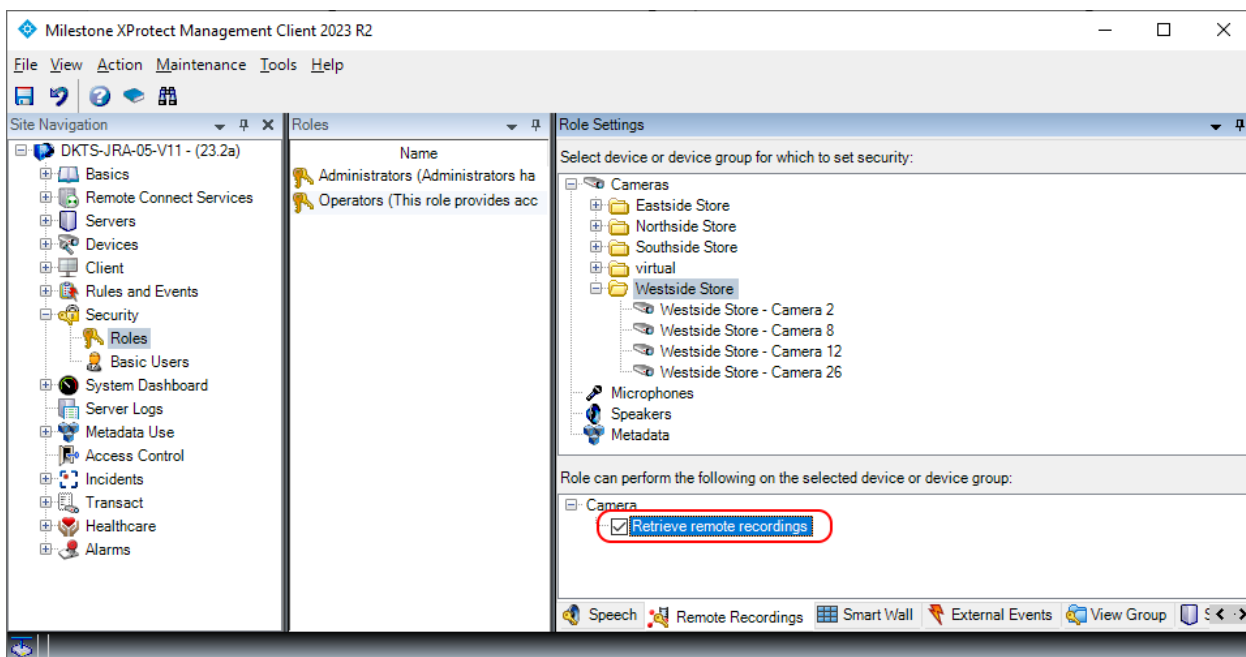 Milestone XProtect Management Client 2023 R2
File View Action Maintenance Tools Help
Site Navigation
DKTS-JRA-05-V11 - (23.2a)
Basics
Remote Connect Services
Servers
Devices
Client
Rules and Events
Security
Roles
Basic Users
System Dashboard
Server Logs
Metadata Use
Access Control
Incidents
Transact
Healthcare
Alarms
Roles
Name
Administrators (Administrators ha
Operators (This role provides acc
Role Settings
Select device or device group for which to set security:
Cameras
Eastside Store
Northside Store
Southside Store
virtual
Westside Store
Westside Store - Camera 2
Westside Store - Camera 8
Westside Store - Camera 12
Westside Store - Camera 26
Microphones
Speakers
Metadata
Role can perform the following on the selected device or device group:
Camera
Retrieve remote recordings
Speech Remote Recordings Smart Wall External Events View Group